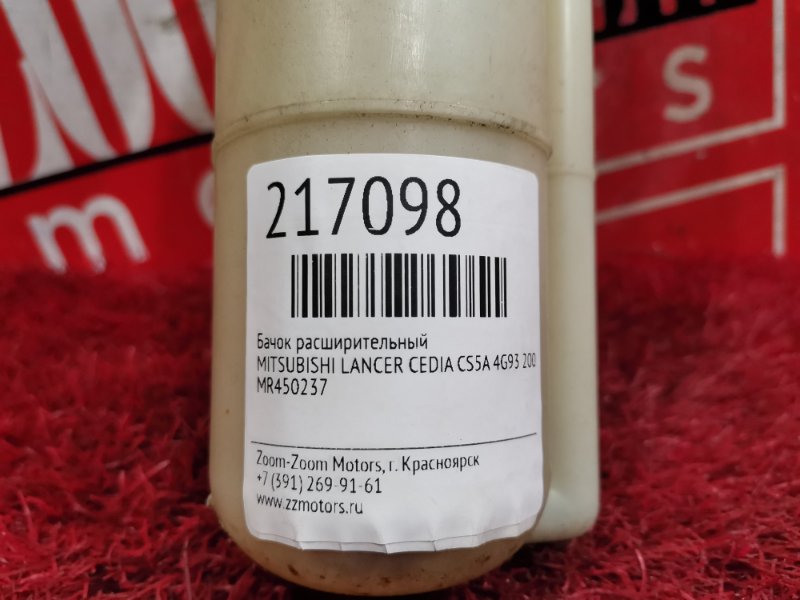 217098
Бачок расширительный
MITSUBISHI LANCER CEDIA CS5A 4G93 200
MR450237
Zoom-Zoom Motors, г. Красноярск
+7 (391) 269-91-61
www.zzmotors.ru